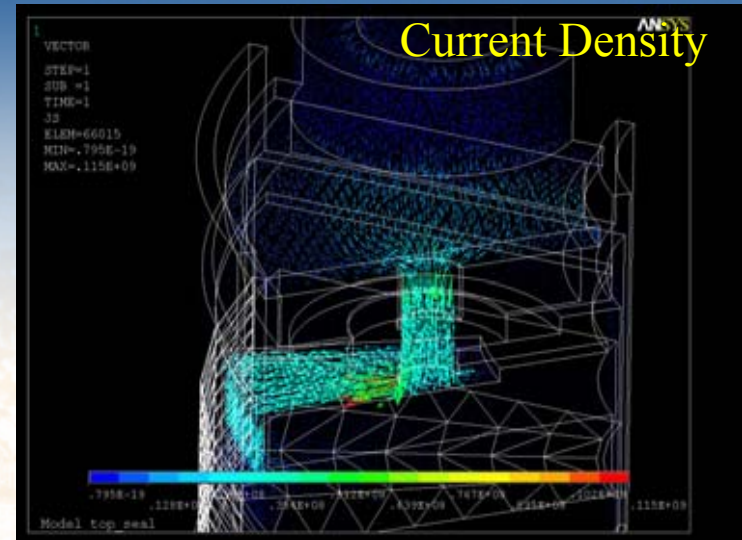 Current Density
ANSYS
1
VECTOR
STEP=1
SUB =1
TIME=1
JS
ELEM=66015
MIN=.795E-19
MAX=.115E+09
.795E-19
.115E+09
Model top_seal